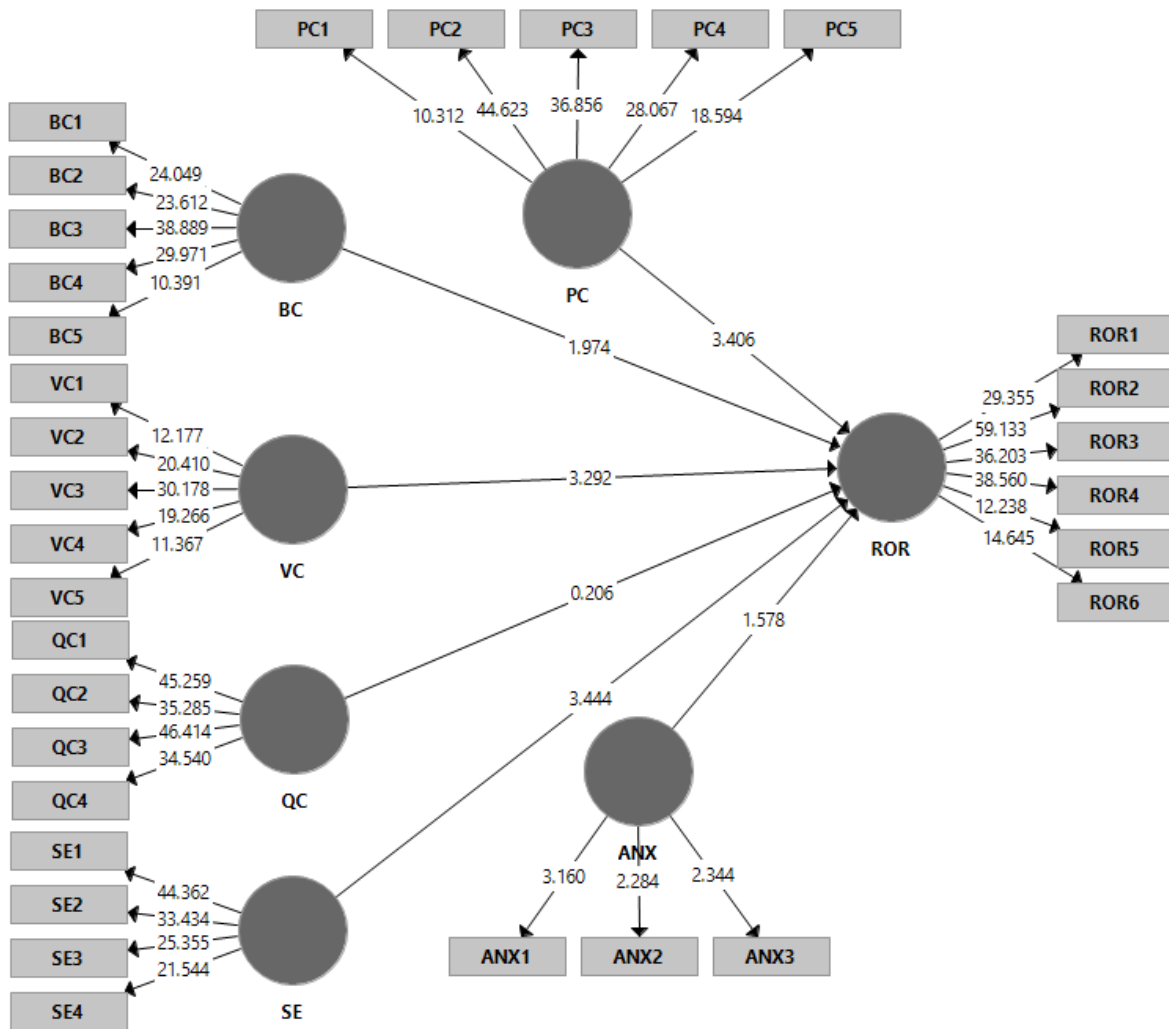 PC1
PC2
PC3
PC4
PC5
10.312
44.623
36.856
28.067
18.594
PC
3.406
BC1
BC2
BC3
BC4
BC5
24.049
23.612
38.889
29.971
10.391
BC
1.974
VC1
VC2
VC3
VC4
VC5
12.177
20.410
30.178
19.266
11.367
VC
3.292
QC1
QC2
QC3
QC4
45.259
35.285
46.414
34.540
QC
0.206
SE1
SE2
SE3
SE4
44.362
33.434
25.355
21.544
SE
3.444
ANX
1.578
3.160
2.284
2.344
ANX1
ANX2
ANX3
ROR
29.355
59.133
36.203
38.560
12.238
14.645
ROR1
ROR2
ROR3
ROR4
ROR5
ROR6